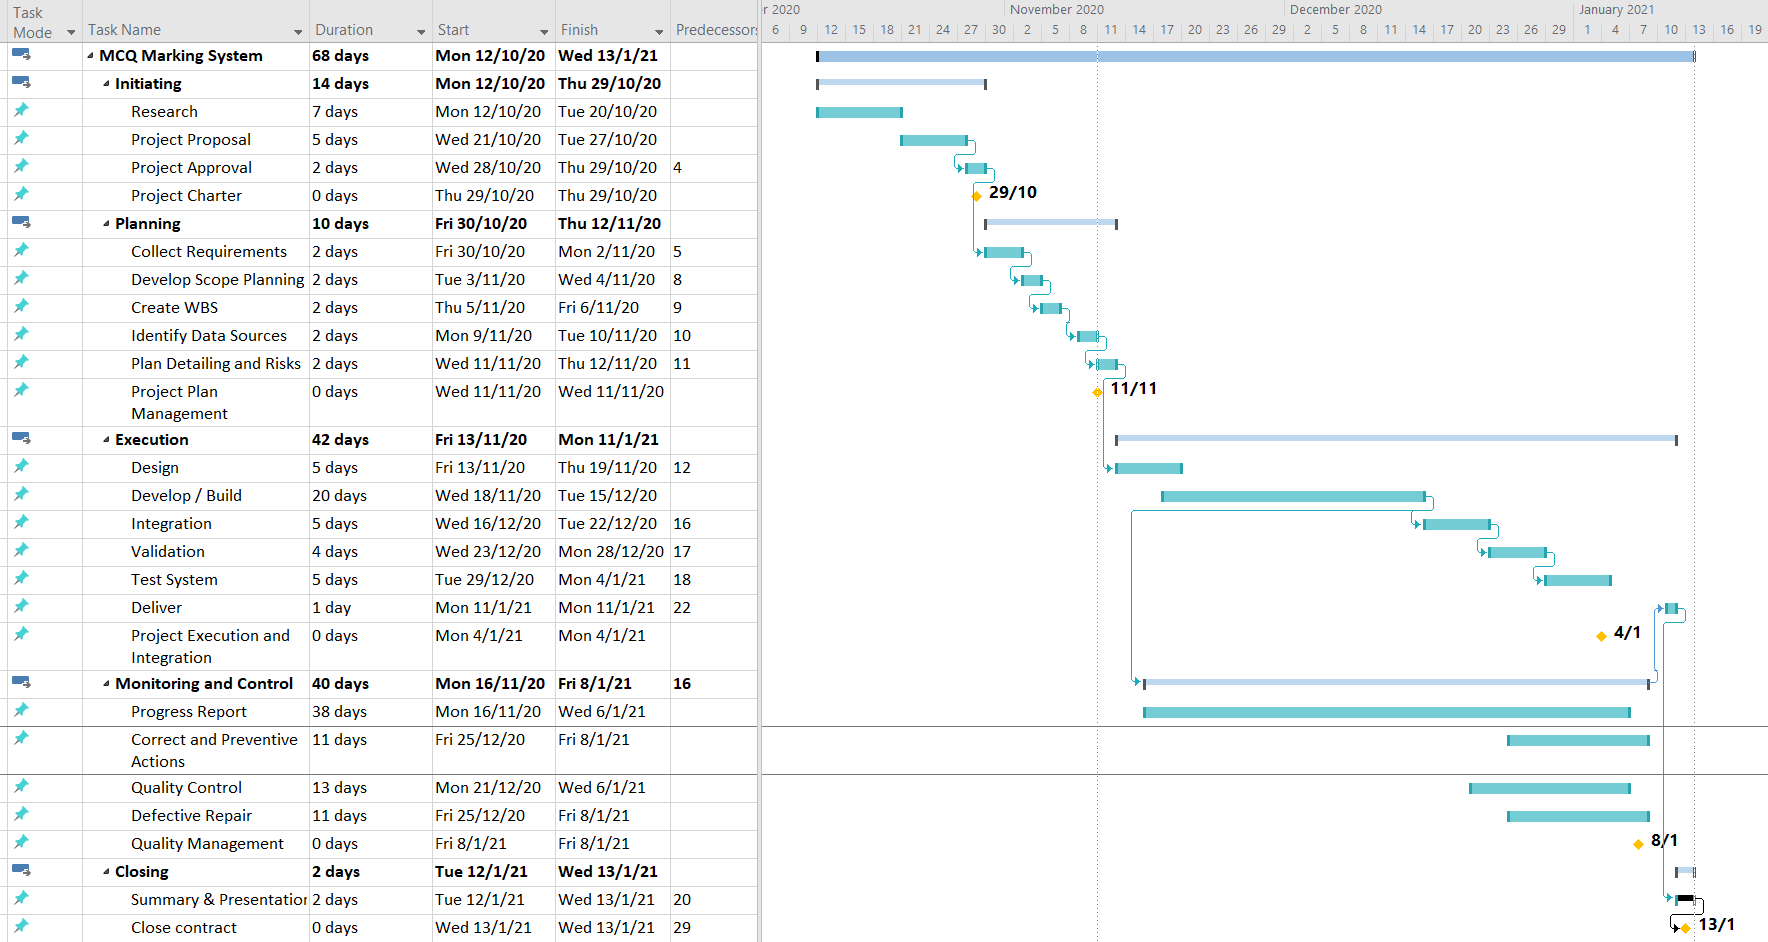 Task Mode Task Name Duration Start Finish Predecessors
r 2020 November 2020 December 2020 January 2021
6 9 12 15 18 21 24 27 30 2 5 8 11 14 17 20 23 26 29 2 5 8 11 14 17 20 23 26 29 1 4 7 10 13 16 19
MCQ Marking System 68 days Mon 12/10/20 Wed 13/1/21
Initiating 14 days Mon 12/10/20 Thu 29/10/20
Research 7 days Mon 12/10/20 Tue 20/10/20
Project Proposal 5 days Wed 21/10/20 Tue 27/10/20
Project Approval 2 days Wed 28/10/20 Thu 29/10/20 4
Project Charter 0 days Thu 29/10/20 Thu 29/10/20 29/10
Planning 10 days Fri 30/10/20 Thu 12/11/20
Collect Requirements 2 days Fri 30/10/20 Mon 2/11/20 5
Develop Scope Planning 2 days Tue 3/11/20 Wed 4/11/20 8
Create WBS 2 days Thu 5/11/20 Fri 6/11/20 9
Identify Data Sources 2 days Mon 9/11/20 Tue 10/11/20 10
Plan Detailing and Risks 2 days Wed 11/11/20 Thu 12/11/20 11
Project Plan 0 days Wed 11/11/20 Wed 11/11/20 11/11
Management
Execution 42 days Fri 13/11/20 Mon 11/1/21
Design 5 days Fri 13/11/20 Thu 19/11/20 12
Develop / Build 20 days Wed 18/11/20 Tue 15/12/20
Integration 5 days Wed 16/12/20 Tue 22/12/20 16
Validation 4 days Wed 23/12/20 Mon 28/12/20 17
Test System 5 days Tue 29/12/20 Mon 4/1/21 18
Deliver 1 day Mon 11/1/21 Mon 11/1/21 22
Project Execution and 0 days Mon 4/1/21 Mon 4/1/21 4/1
Integration
Monitoring and Control 40 days Mon 16/11/20 Fri 8/1/21 16
Progress Report 38 days Mon 16/11/20 Wed 6/1/21
Correct and Preventive 11 days Fri 25/12/20 Fri 8/1/21
Actions
Quality Control 13 days Mon 21/12/20 Wed 6/1/21
Defective Repair 11 days Fri 25/12/20 Fri 8/1/21
Quality Management 0 days Fri 8/1/21 Fri 8/1/21 8/1
Closing 2 days Tue 12/1/21 Wed 13/1/21
Summary & Presentation 2 days Tue 12/1/21 Wed 13/1/21 20
Close contract 0 days Wed 13/1/21 Wed 13/1/21 29 13/1